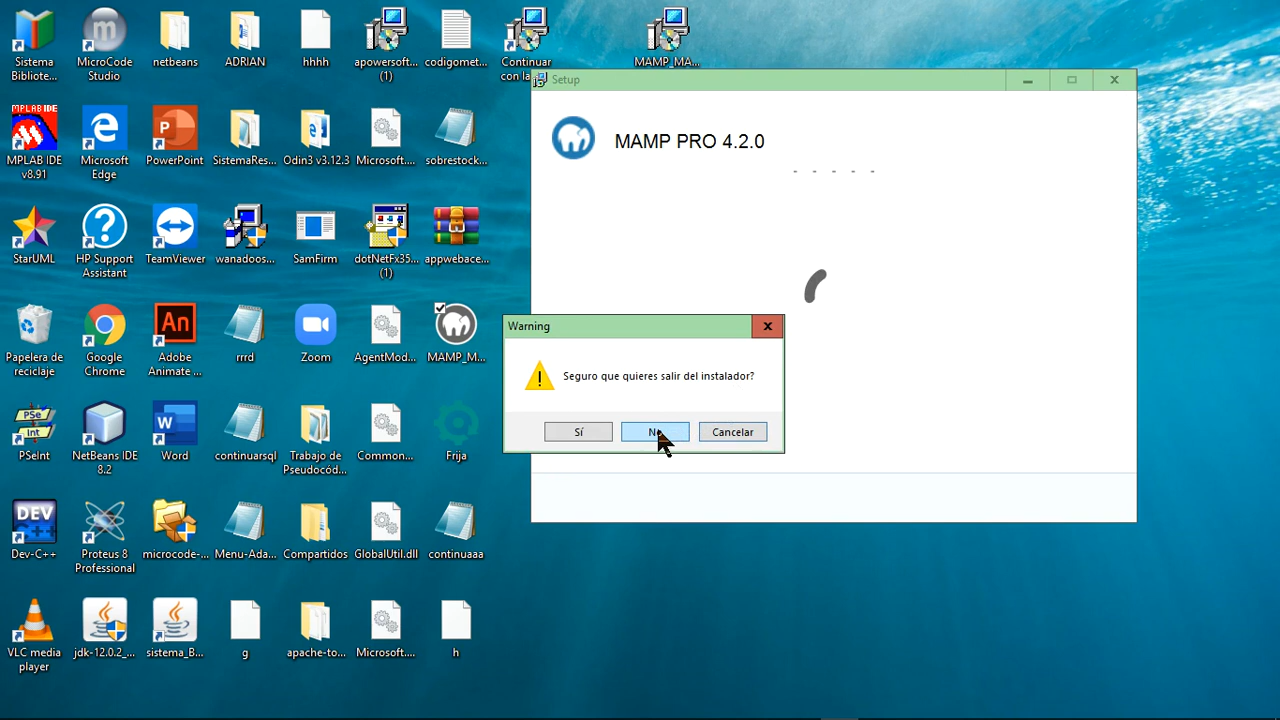 Sistema
Bibliote...
MicroCode
Studio
netbeans
ADRIAN
hhhh
apowersoft...
(1)
codigomet...
Continuar
con la
MAMP_MA...
MPLAB IDE
MPLAB IDE
v8.91
Microsoft
Edge
PowerPoint
SistemaRes...
Odin3 v3.12.3
Microsoft....
sobrestock...
StarUML
HP Support
Assistant
TeamViewer
wanadoos...
SamFirm
dotNetFx35...
(1)
appwebace...
Papelera de
reciclaje
Google
Chrome
An
Adobe
Animate ...
rrrd
Zoom
AgentMod...
MAMP_M...
PSe
Int
PSeInt
NetBeans IDE
8.2
Word
continuarsql
Trabajo de
Pseudocód...
Common...
Frija
DEV
Dev-C++
Proteus 8
Professional
microcode-...
Menu-Ada...
Compartidos
GlobalUtil.dll
continuaaa
VLC media
player
jdk-12.0.2_...
sistema_B...
g
apache-to...
Microsoft....
h
Setup
MAMP PRO 4.2.0
- - - - -
Warning
Seguro que quieres salir del instalador?
Sí
No
Cancelar